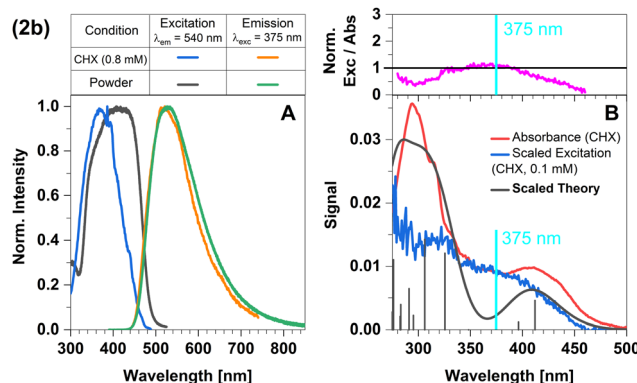 (2b)
Condition Excitation Emission
λem = 540 nm λexc = 375 nm
CHX (0.8 mM)
Powder
A
1.0
0.8
0.6
0.4
0.2
0.0
Norm. Intensity
300 400 500 600 700 800
Wavelength [nm]
3
2
1
0
Norm.
Exc / Abs
375 nm
B
Absorbance (CHX)
Scaled Excitation
(CHX, 0.1 mM)
Scaled Theory
375 nm
0.03
0.02
0.01
0.00
Signal
300 350 400 450 500
Wavelength [nm]